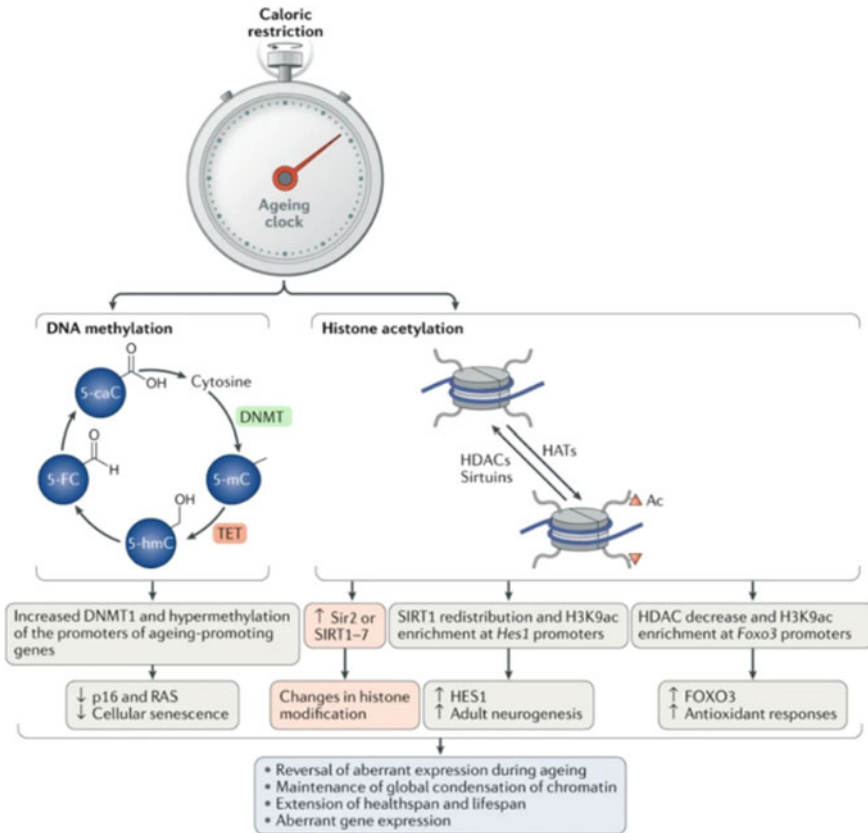 Caloric
restriction
Ageing
clock
DNA methylation
O
OH
5-caC
Cytosine
DNMT
O
H
5-FC
5-mC
OH
5-hmC
TET
Histone acetylation
HDACs
Sirtuins
HATs
Ac
Increased DNMT1 and hypermethylation
of the promoters of ageing-promoting
genes
↑ Sir2 or
SIRT1–7
SIRT1 redistribution and H3K9ac
enrichment at Hes1 promoters
HDAC decrease and H3K9ac
enrichment at Foxo3 promoters
↓ p16 and RAS
↓ Cellular senescence
Changes in histone
modification
↑ HES1
↑ Adult neurogenesis
↑ FOXO3
↑ Antioxidant responses
• Reversal of aberrant expression during ageing
• Maintenance of global condensation of chromatin
• Extension of healthspan and lifespan
• Aberrant gene expression